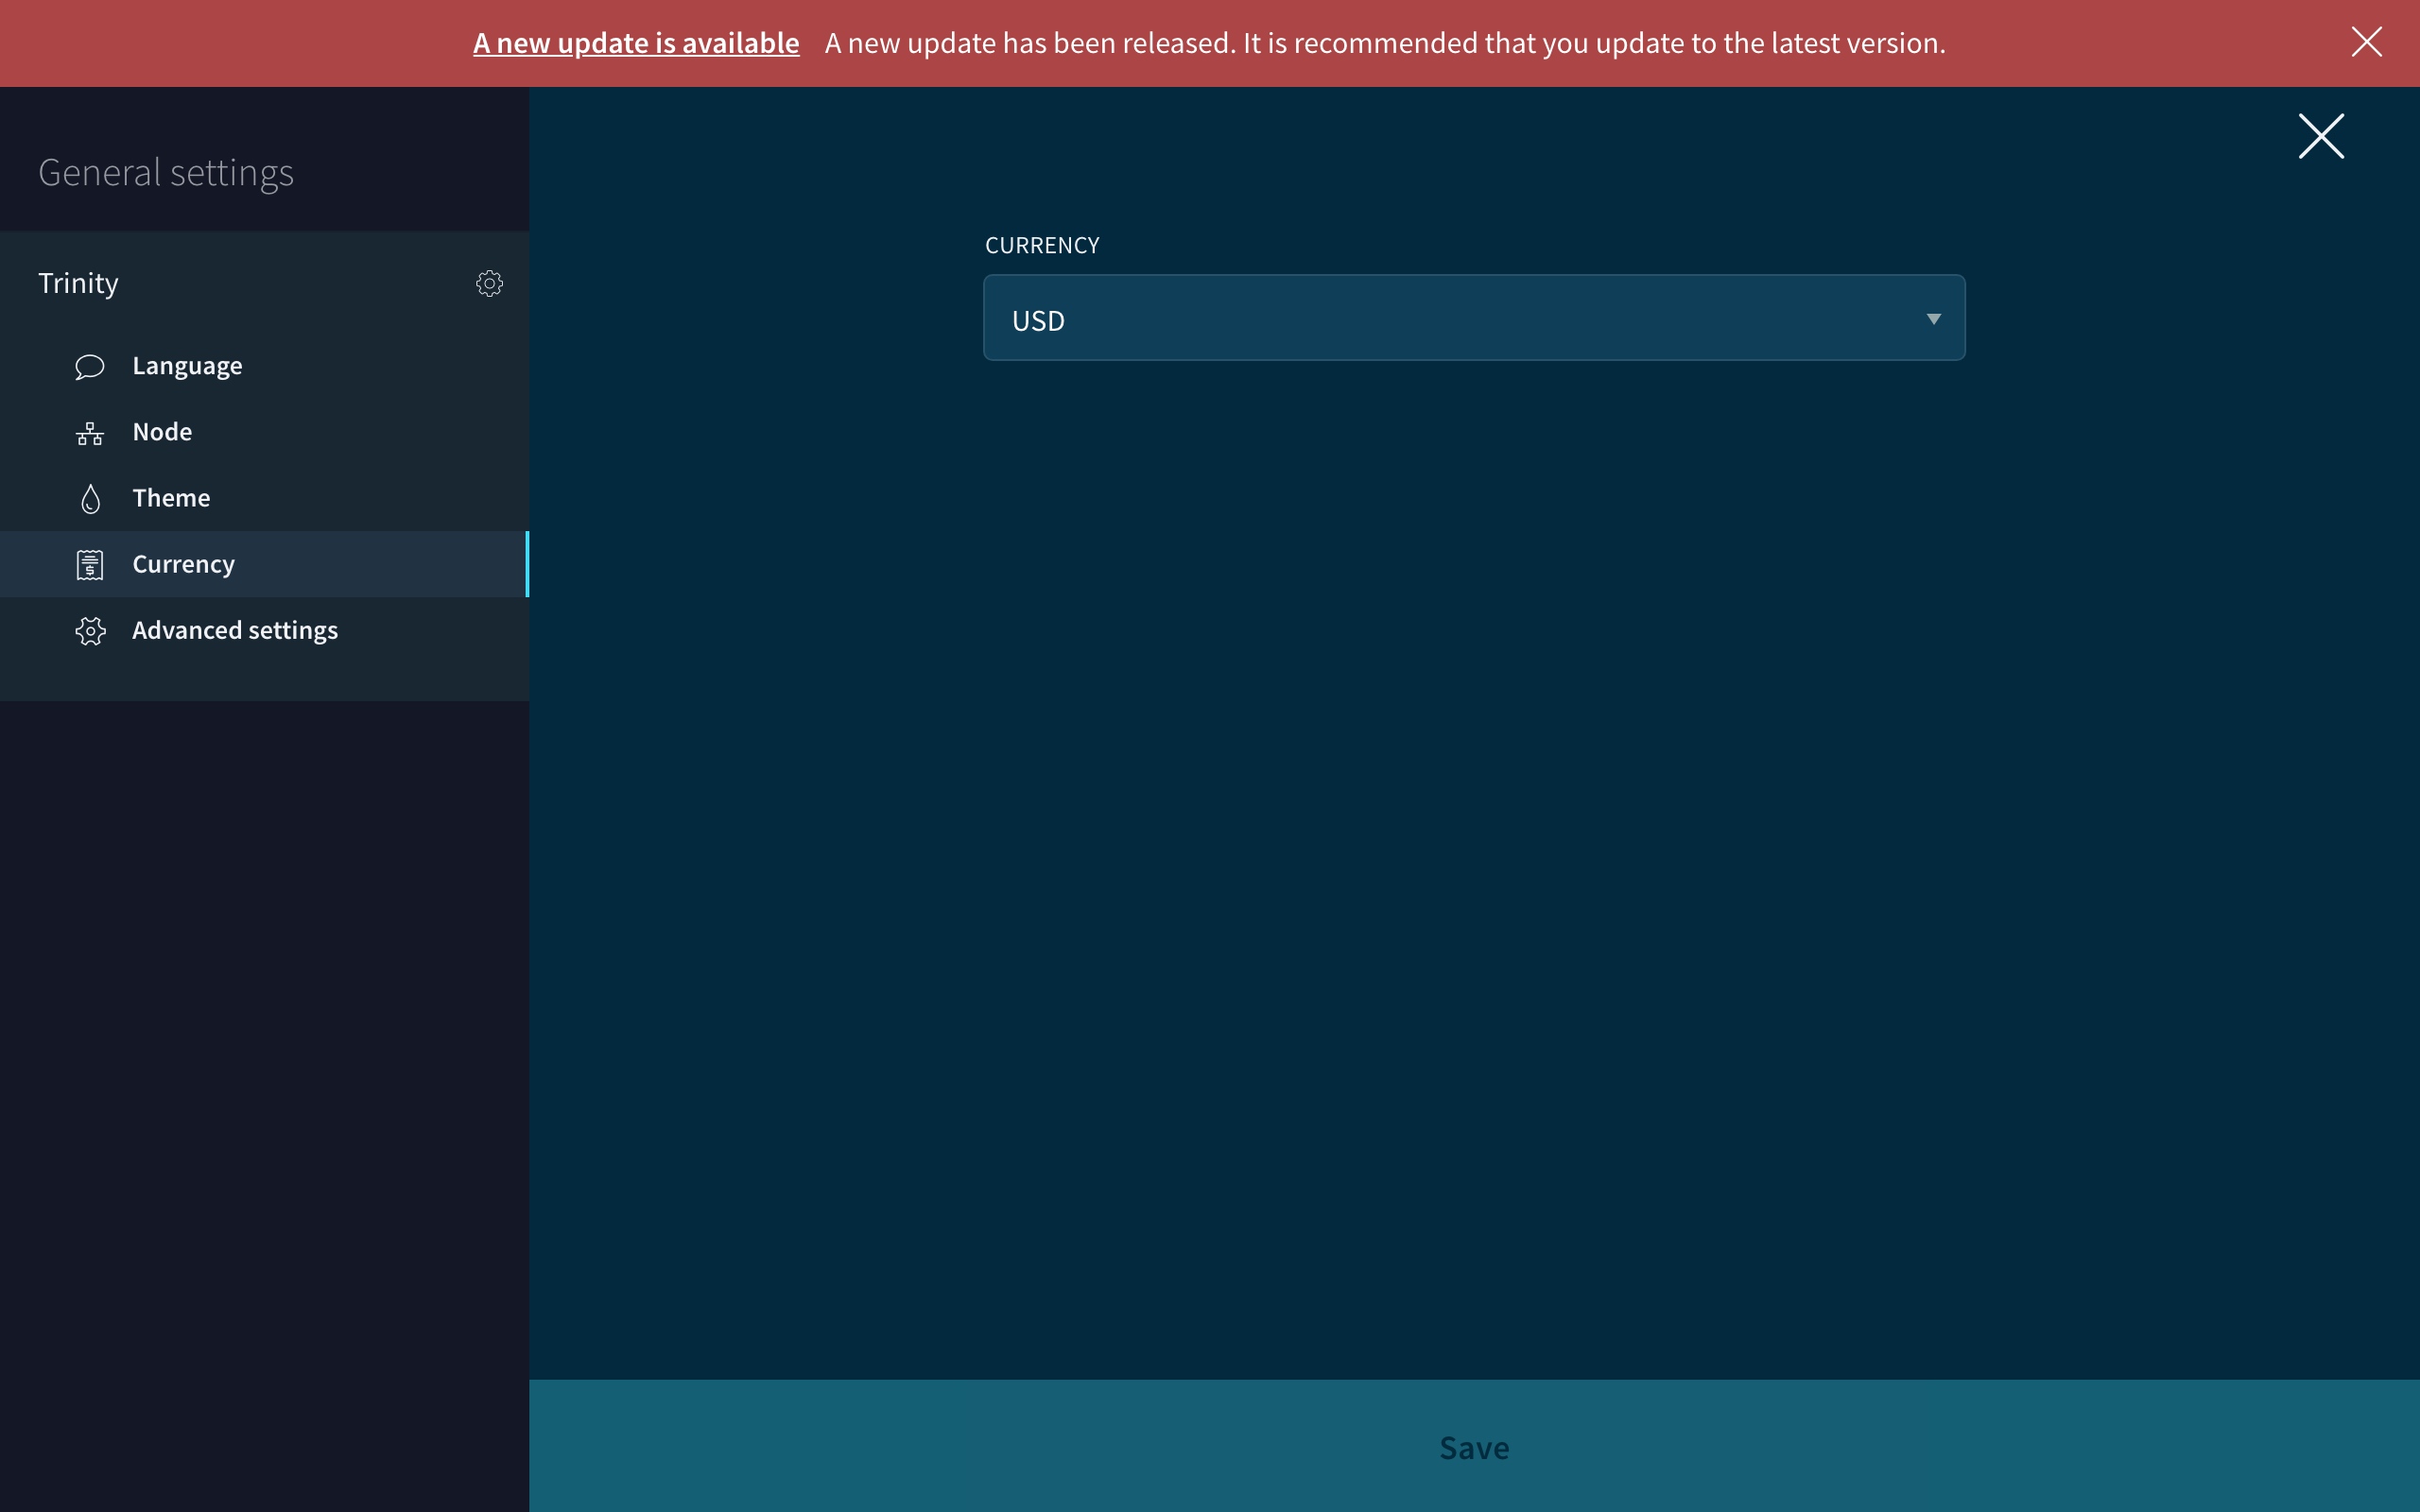 A new update is available A new update has been released. It is recommended that you update to the latest version.
General settings
Trinity
Language
Node
Theme
Currency
Advanced settings
CURRENCY
USD
Save